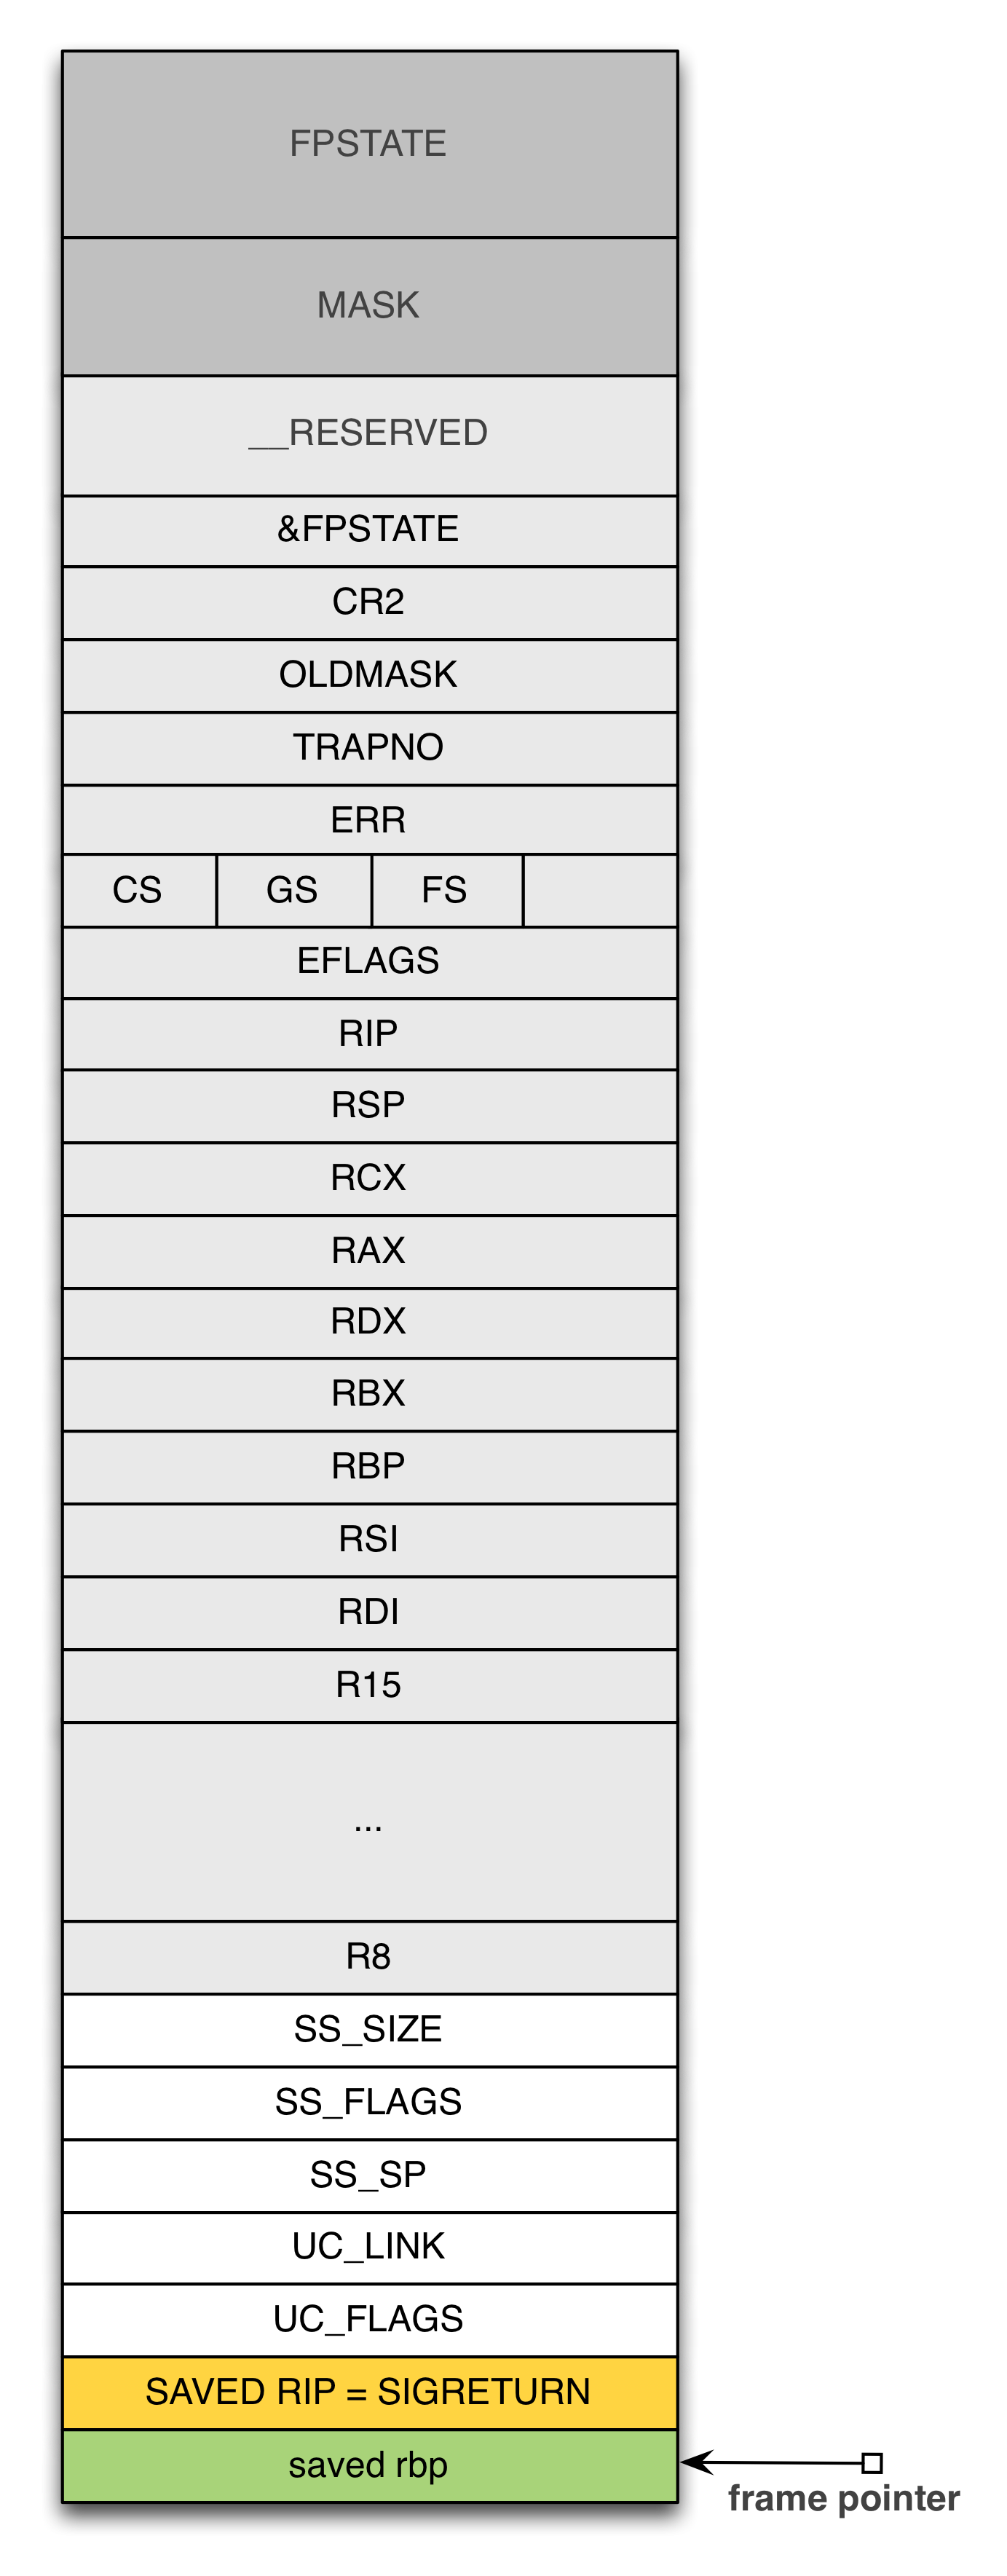 FPSTATE
MASK
__RESERVED
&FPSTATE
CR2
OLDMASK
TRAPNO
ERR
CS GS FS
EFLAGS
RIP
RSP
RCX
RAX
RDX
RBX
RBP
RSI
RDI
R15
...
R8
SS_SIZE
SS_FLAGS
SS_SP
UC_LINK
UC_FLAGS
SAVED RIP = SIGRETURN
saved rbp
frame pointer